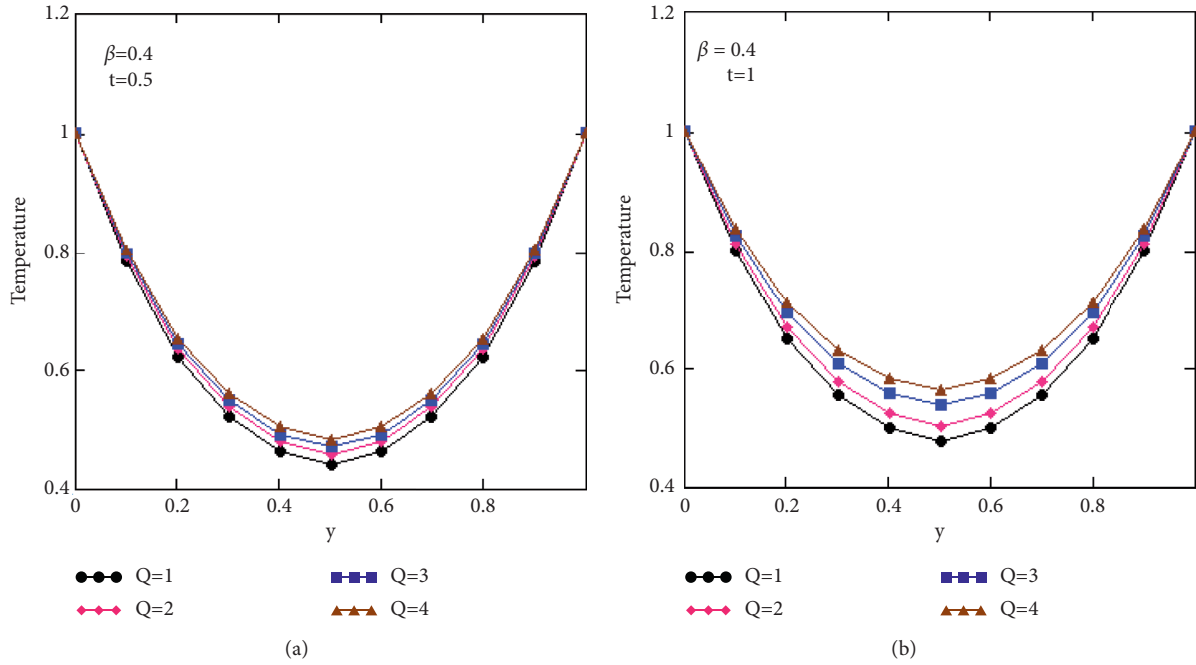 1.2
β=0.4
t=0.5
1
0.8
0.6
0.4
Temperature
0 0.2 0.4 0.6 0.8
y
Q=1 Q=3
Q=2 Q=4
(a)
1.2
β = 0.4
t=1
1
0.8
0.6
0.4
Temperature
0 0.2 0.4 0.6 0.8
y
Q=1 Q=3
Q=2 Q=4
(b)